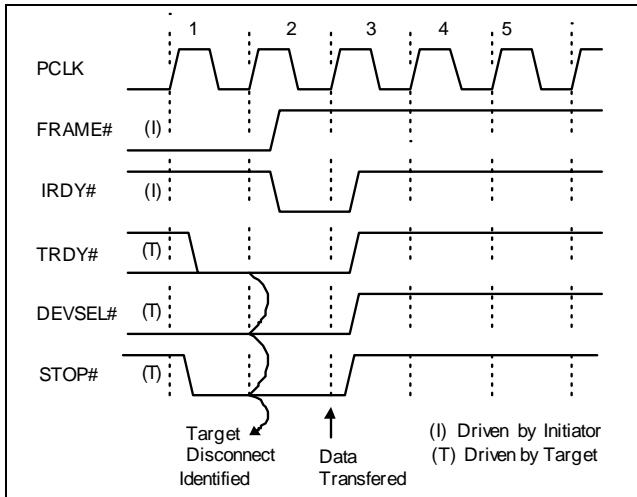 1 2 3 4 5
PCLK
FRAME# (I)
IRDY# (I)
TRDY# (T)
DEVSEL# (T)
STOP# (T)
Target
Disconnect
Identified
Data
Transfered
(I) Driven by Initiator
(T) Driven by Target